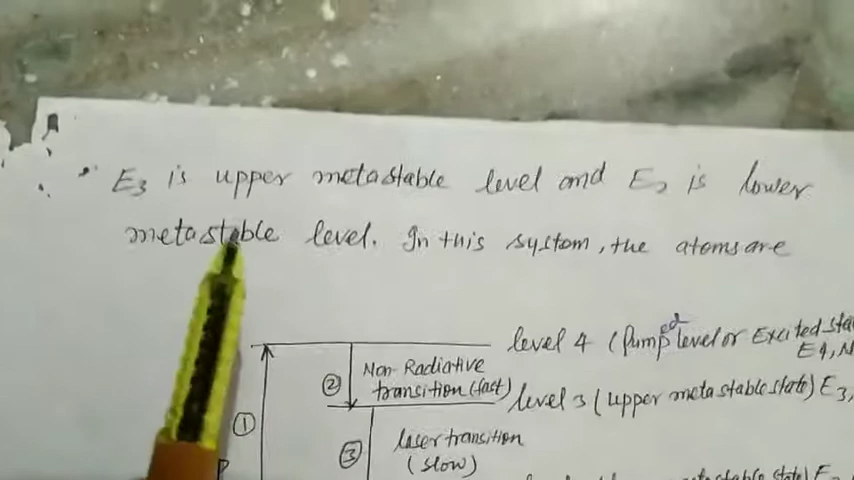 E3 is upper metastable level and E2 is lower
metastable level. In this system, the atoms are
level 4 (Pumped level or Excited sta
E4, N
② Non-Radiative
transition (fast)
level 3 (upper metastable state) E3,
①
③ laser transition
(slow)